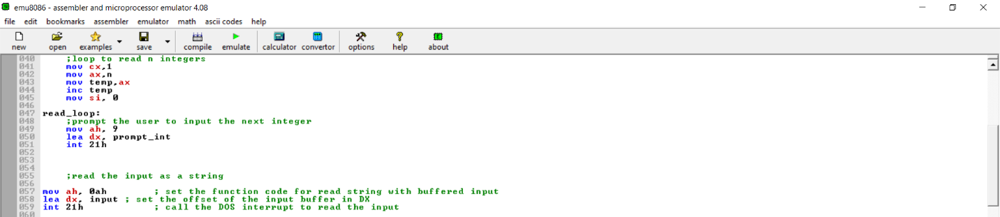 emu8086 - assembler and microprocessor emulator 4.08
file edit bookmarks assembler emulator math ascii codes help
new open examples save compile emulate calculator convertor options help about
040 ;loop to read n integers
041 mov cx,1
042 mov ax,n
043 mov temp,ax
044 inc temp
045 mov si, 0
046
047 read_loop:
048 ;prompt the user to input the next integer
049 mov ah, 9
050 lea dx, prompt_int
051 int 21h
052
053
054
055 ;read the input as a string
056
057 mov ah, 0ah ; set the function code for read string with buffered input
058 lea dx, input ; set the offset of the input buffer in DX
059 int 21h ; call the DOS interrupt to read the input
060